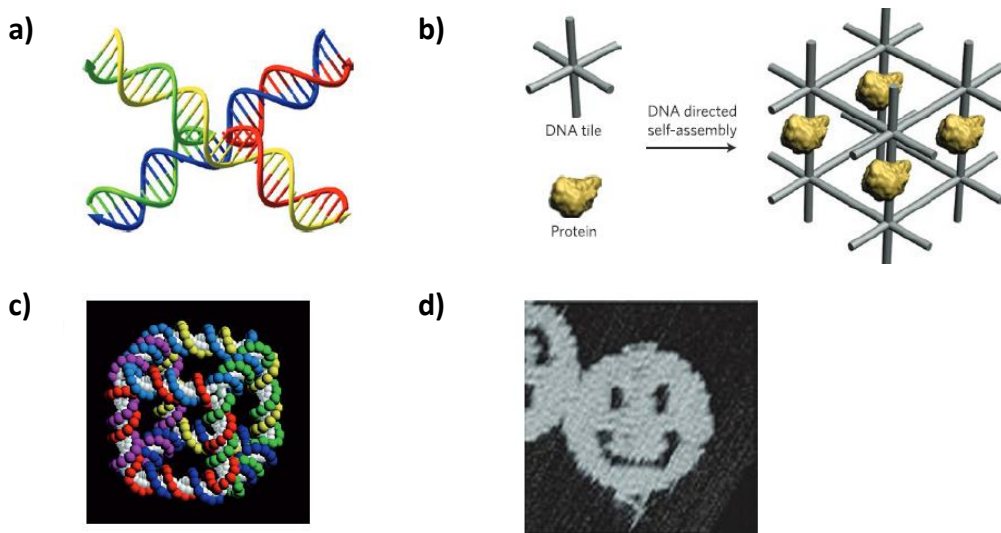 a)
b)
DNA tile
Protein
DNA directed
self-assembly
c)
d)